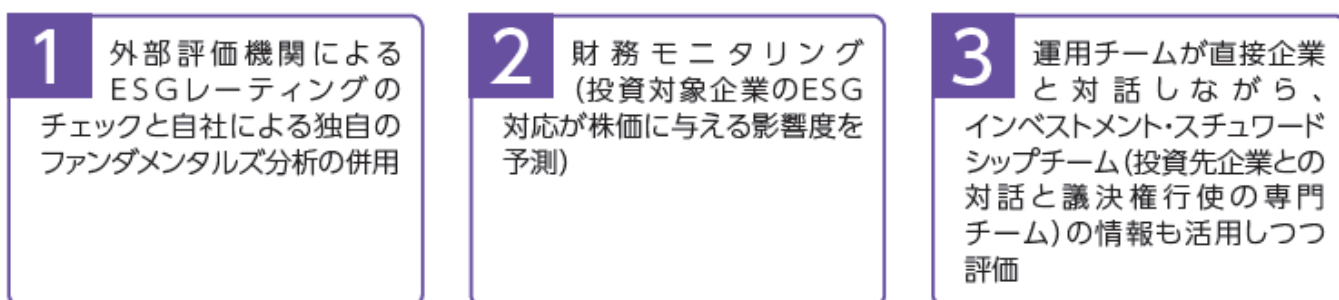 1
外部評価機関による
ESGレーティングの
チェックと自社による独自の
ファンダメンタルズ分析の併用
2
財務モニタリング
(投資対象企業のESG
対応が株価に与える影響度を
予測)
3
運用チームが直接企業
と対話しながら、
インベストメント・スチュワード
シップチーム(投資先企業との
対話と議決権行使の専門
チーム)の情報も活用しつつ
評価